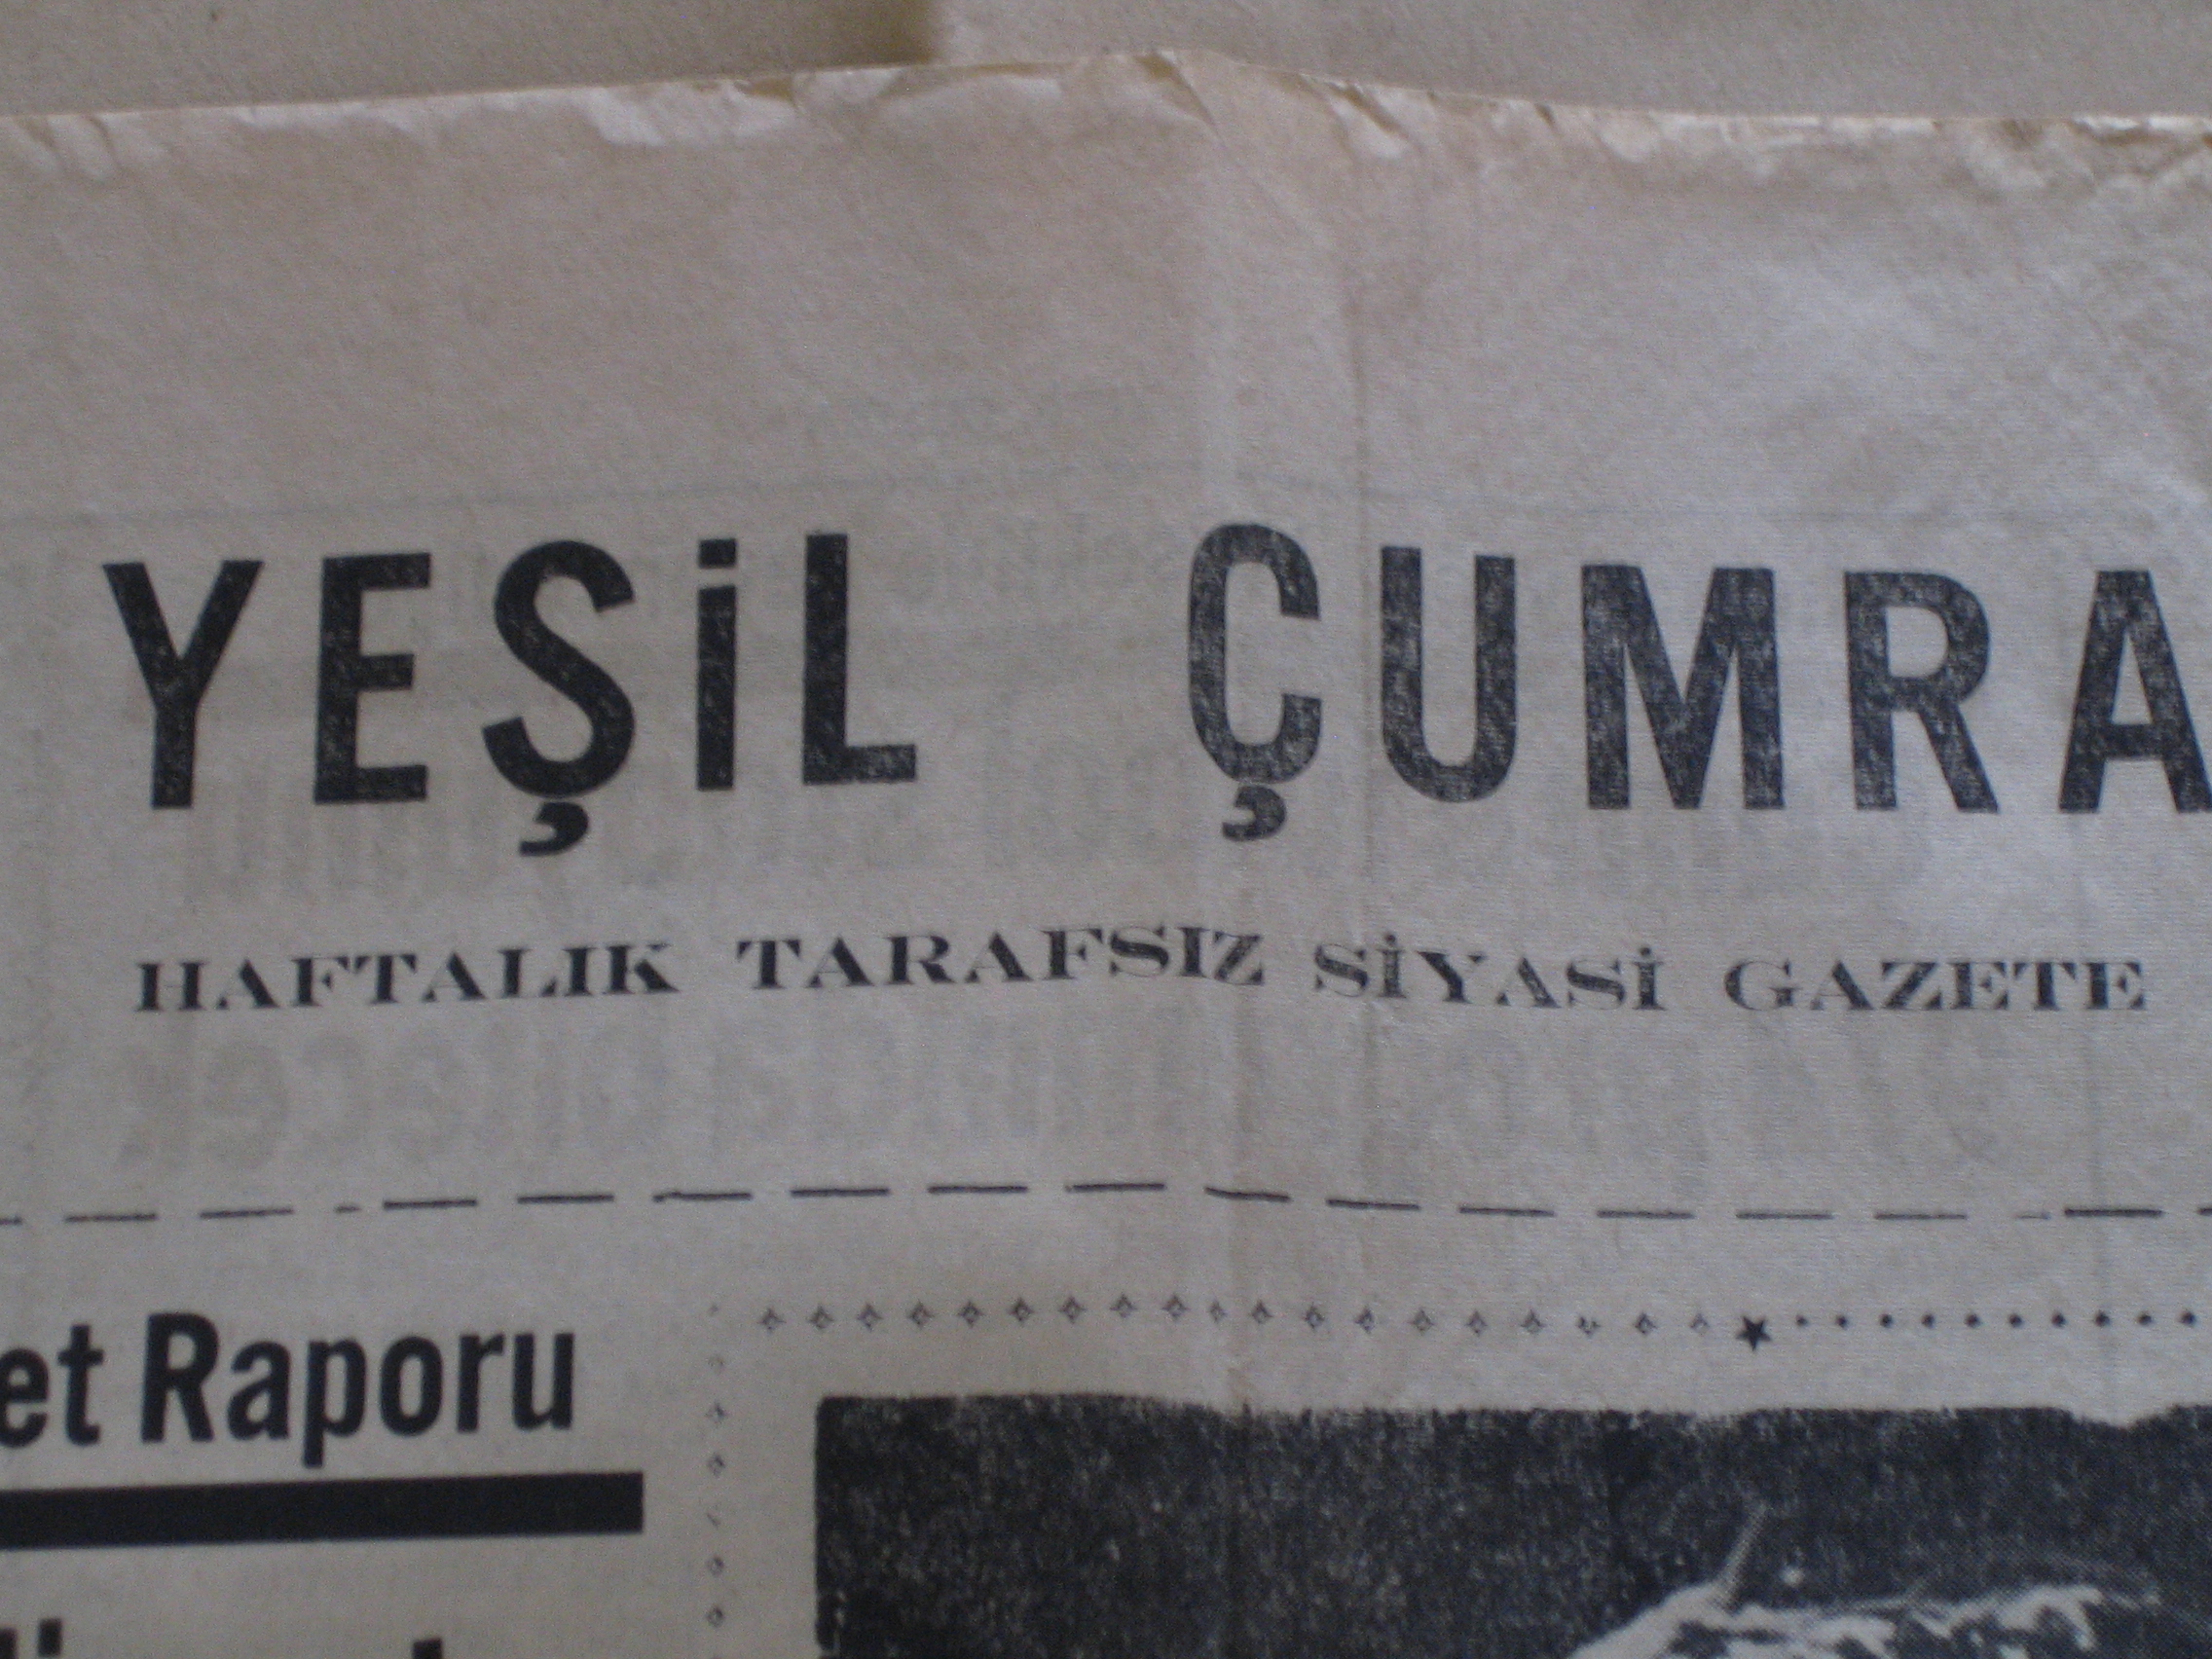 YEŞİL ÇUMRA
HAFTALIK TARAFSIZ SİYASİ GAZETE
et Raporu